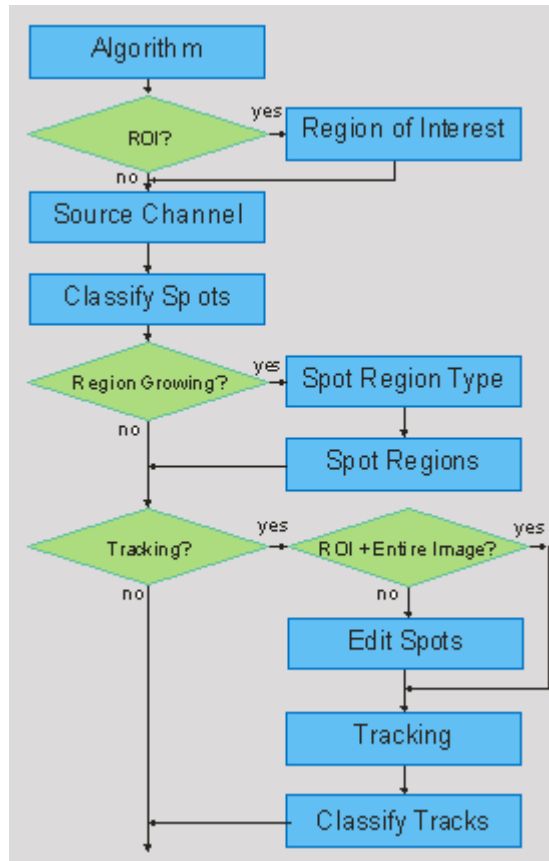 Algorithm
yes
ROI?
Region of Interest
no
Source Channel
Classify Spots
yes
Region Growing?
Spot Region Type
no
Spot Regions
yes
yes
Tracking?
ROI + Entire Image?
no
no
Edit Spots
Tracking
Classify Tracks